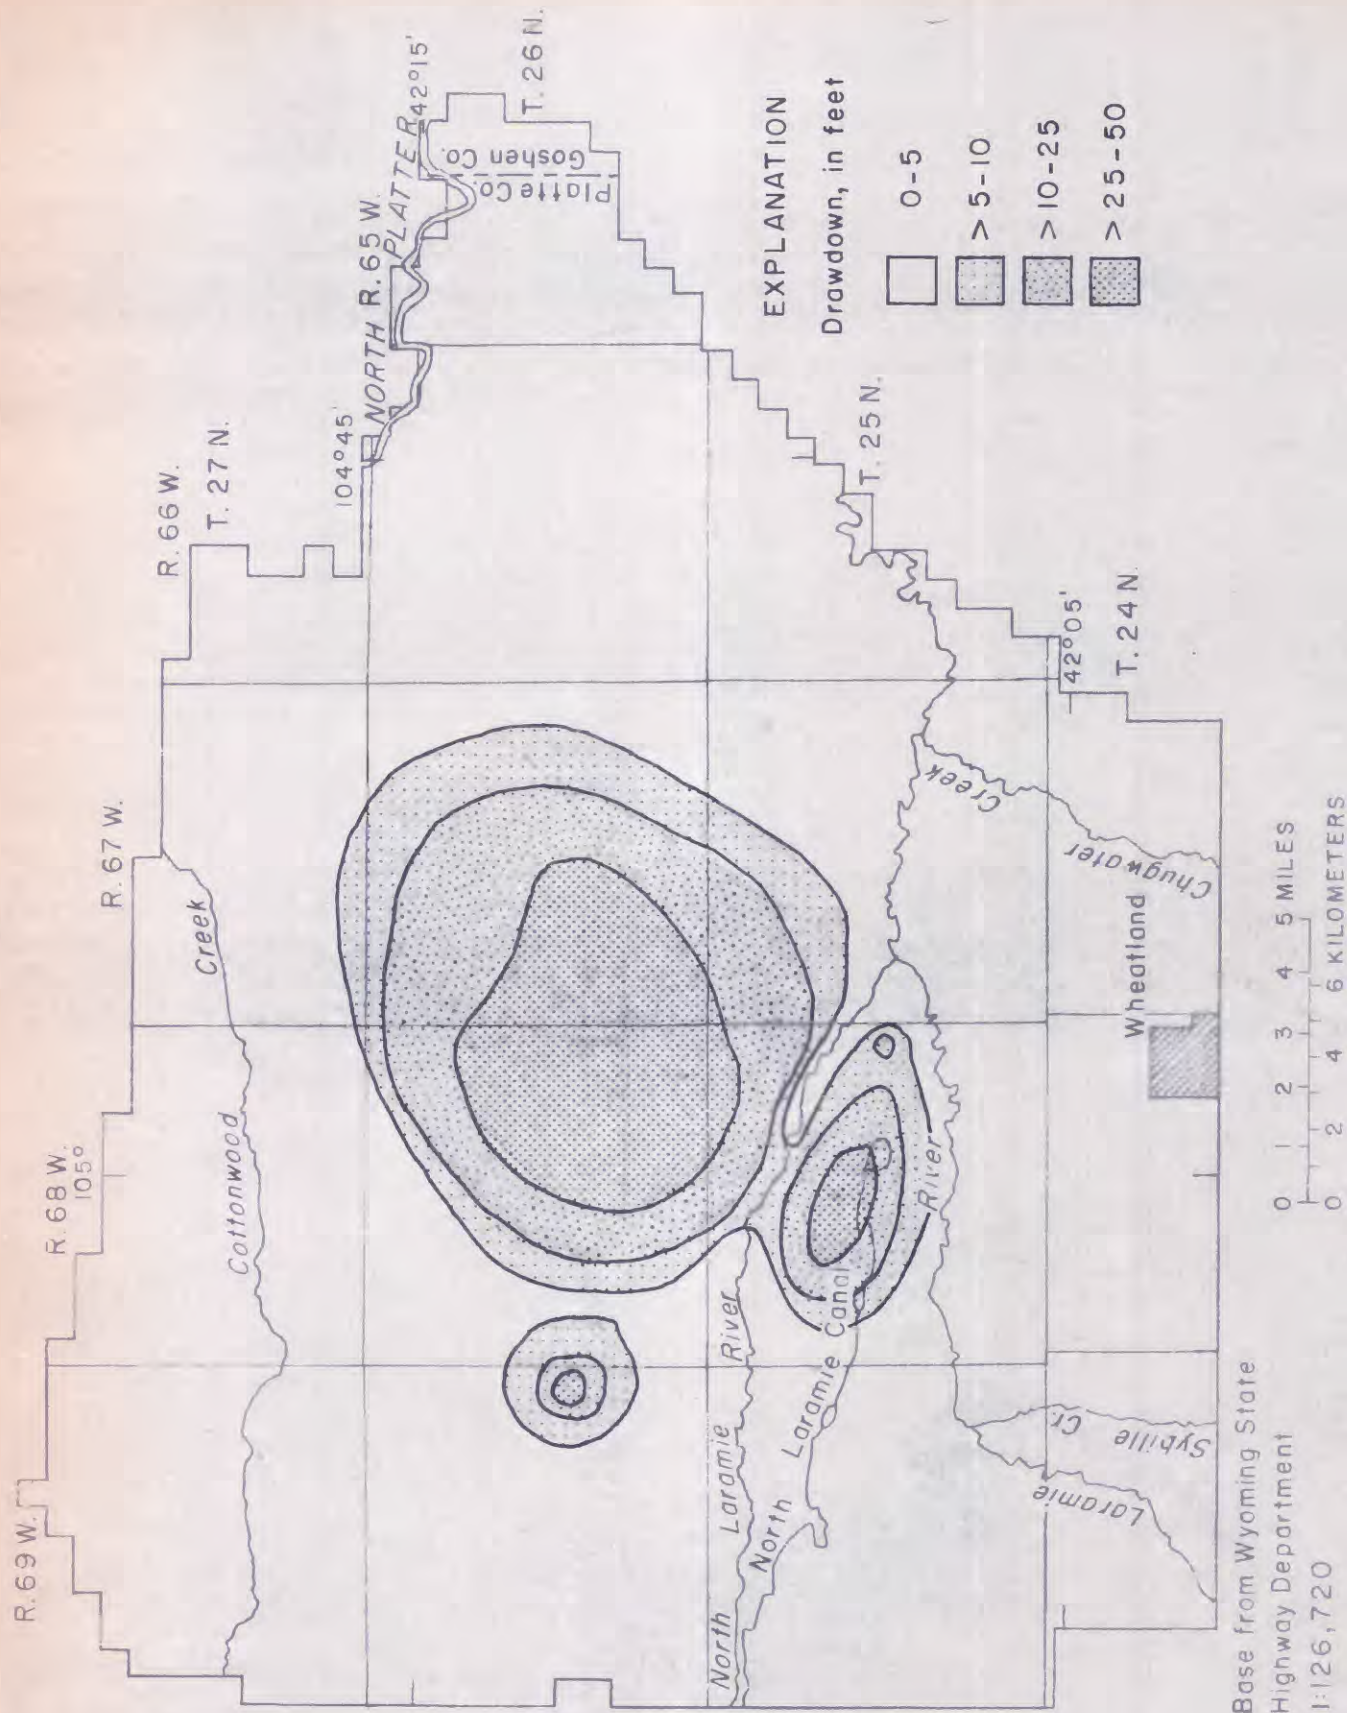 R. 69 W.
R. 68 W.
105°
R. 67 W.
R. 66 W.
T. 27 N.
104°45'
NORTH PLATTE R
R. 65 W.
42°15'
T. 26 N.
Platte Co.
Goshen Co.
Cottonwood Creek
North Laramie River
North Laramie Canal
River
Laramie
Sybille Cr.
Chugwater Creek
T. 25 N.
42°05'
T. 24 N.
Wheatland
EXPLANATION
Drawdown, in feet
0-5
>5-10
>10-25
>25-50
Base from Wyoming State
Highway Department
1:126,720
0 1 2 3 4 5 MILES
0 2 4 6 KILOMETERS